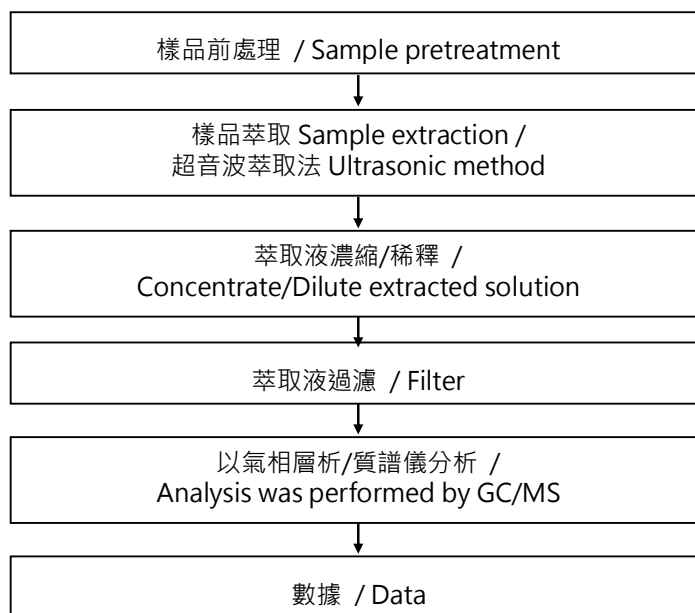 樣品前處理 / Sample pretreatment
樣品萃取 Sample extraction /
超音波萃取法 Ultrasonic method
萃取液濃縮/稀釋 /
Concentrate/Dilute extracted solution
萃取液過濾 / Filter
以氣相層析/質譜儀分析 /
Analysis was performed by GC/MS
數據 / Data